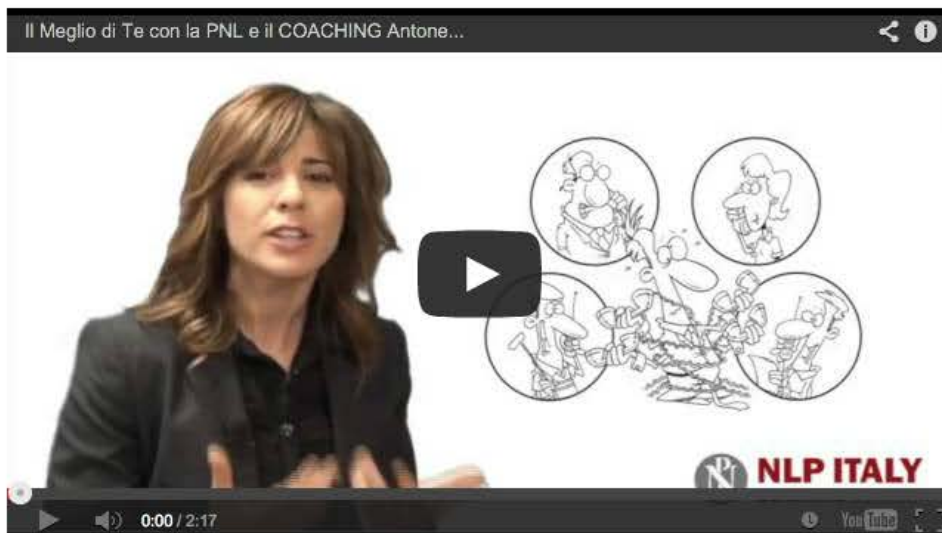 Il Meglio di Te con la PNL e il COACHING Antone...
NLP ITALY
0:00 / 2:17
YouTube